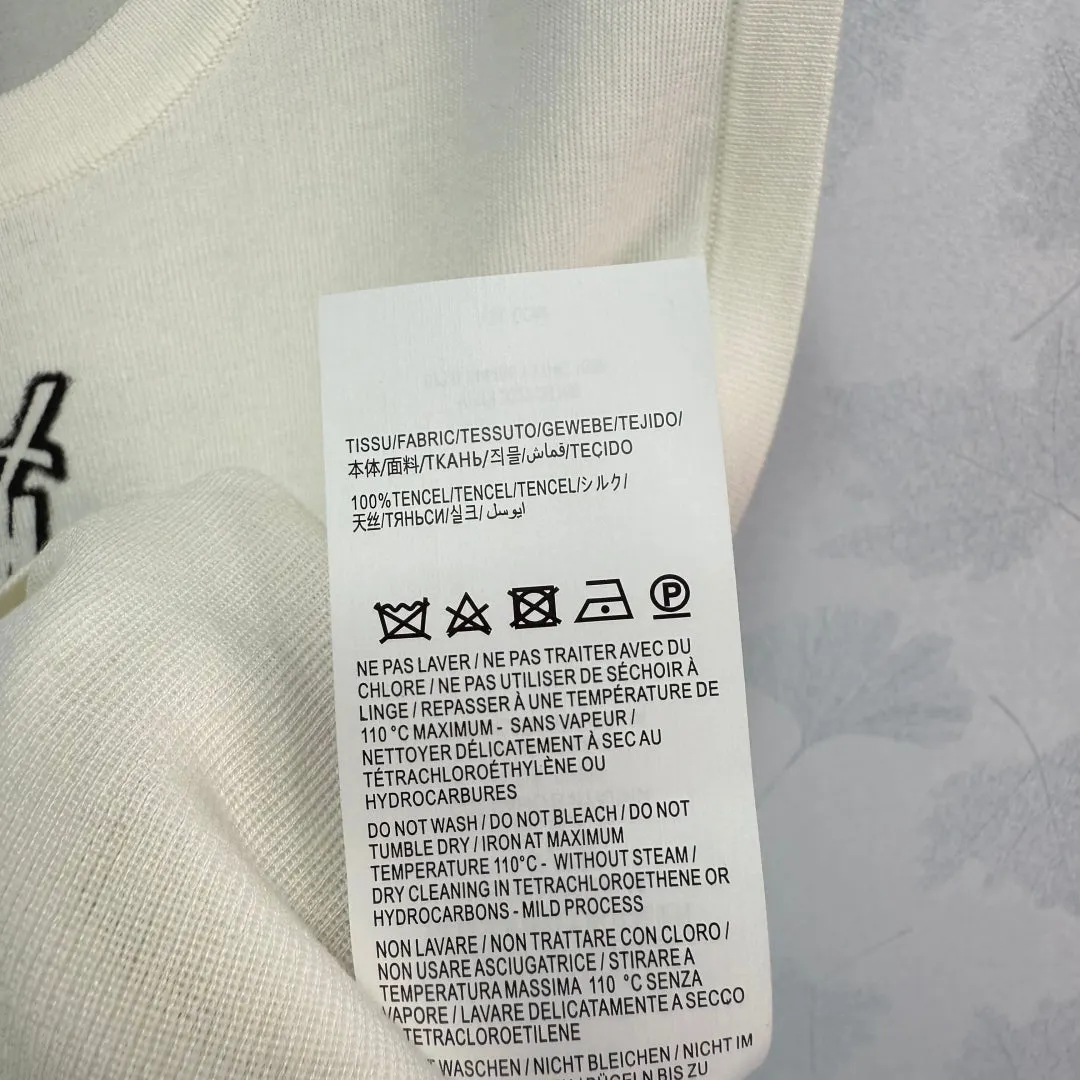 TISSU/FABRIC/TESSUTO/GEWEBE/TEJIDO/
本体/面料/ТКАНЬ/직물/قماش/TECIDO
100%TENCEL/TENCEL/TENCEL/シルク/
天丝/ТЯНЬСИ/실크/ايوسل
P
NE PAS LAVER / NE PAS TRAITER AVEC DU
CHLORE / NE PAS UTILISER DE SÉCHOIR À
LINGE / REPASSER À UNE TEMPÉRATURE DE
110 °C MAXIMUM - SANS VAPEUR /
NETTOYER DÉLICATEMENT À SEC AU
TÉTRACHLOROÉTHYLÈNE OU
HYDROCARBURES
DO NOT WASH / DO NOT BLEACH / DO NOT
TUMBLE DRY / IRON AT MAXIMUM
TEMPERATURE 110°C - WITHOUT STEAM /
DRY CLEANING IN TETRACHLOROETHENE OR
HYDROCARBONS - MILD PROCESS
NON LAVARE / NON TRATTARE CON CLORO /
NON USARE ASCIUGATRICE / STIRARE A
TEMPERATURA MASSIMA 110 °C SENZA
VAPORE / LAVARE DELICATAMENTE A SECCO
TETRACLOROETILENE
WASCHEN / NICHT BLEICHEN / NICHT IM
BÜGELN BIS ZU